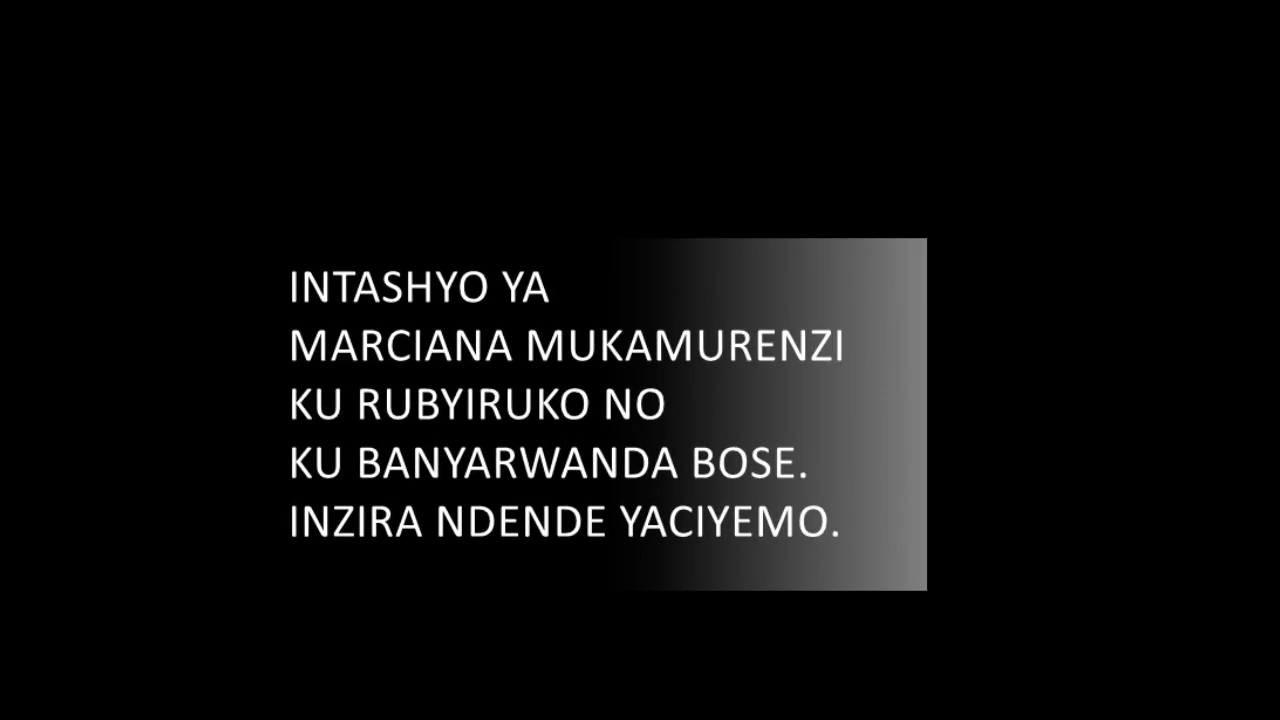 INTASHYO YA
MARCIANA MUKAMURENZI
KU RUBYIRUKO NO
KU BANYARWANDA BOSE.
INZIRA NDENDE YACIYEMO.